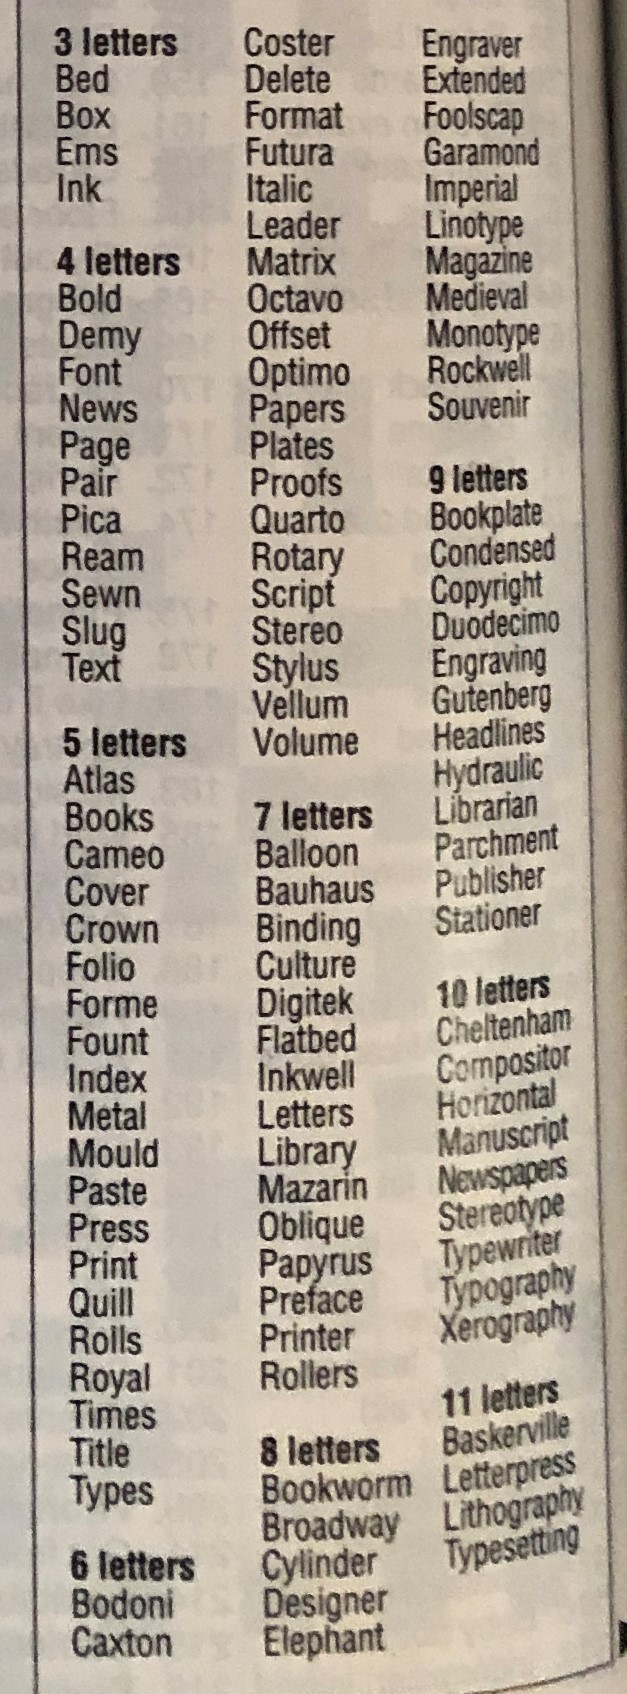 3 letters
Bed
Box
Ems
Ink
4 letters
Bold
Demy
Font
News
Page
Pair
Pica
Ream
Sewn
Slug
Text
5 letters
Atlas
Books
Cameo
Cover
Crown
Folio
Forme
Fount
Index
Metal
Mould
Paste
Press
Print
Quill
Rolls
Royal
Times
Title
Types
6 letters
Bodoni
Caxton
Coster
Delete
Format
Futura
Italic
Leader
Matrix
Octavo
Offset
Optimo
Papers
Plates
Proofs
Quarto
Rotary
Script
Stereo
Stylus
Vellum
Volume
7 letters
Balloon
Bauhaus
Binding
Culture
Digitek
Flatbed
Inkwell
Letters
Library
Mazarin
Oblique
Papyrus
Preface
Printer
Rollers
8 letters
Bookworm
Broadway
Cylinder
Designer
Elephant
Engraver
Extended
Foolscap
Garamond
Imperial
Linotype
Magazine
Medieval
Monotype
Rockwell
Souvenir
9 letters
Bookplate
Condensed
Copyright
Duodecimo
Engraving
Gutenberg
Headlines
Hydraulic
Librarian
Parchment
Publisher
Stationer
10 letters
Cheltenham
Compositor
Horizontal
Manuscript
Newspapers
Stereotype
Typewriter
Typography
Xerography
11 letters
Baskerville
Letterpress
Lithography
Typesetting